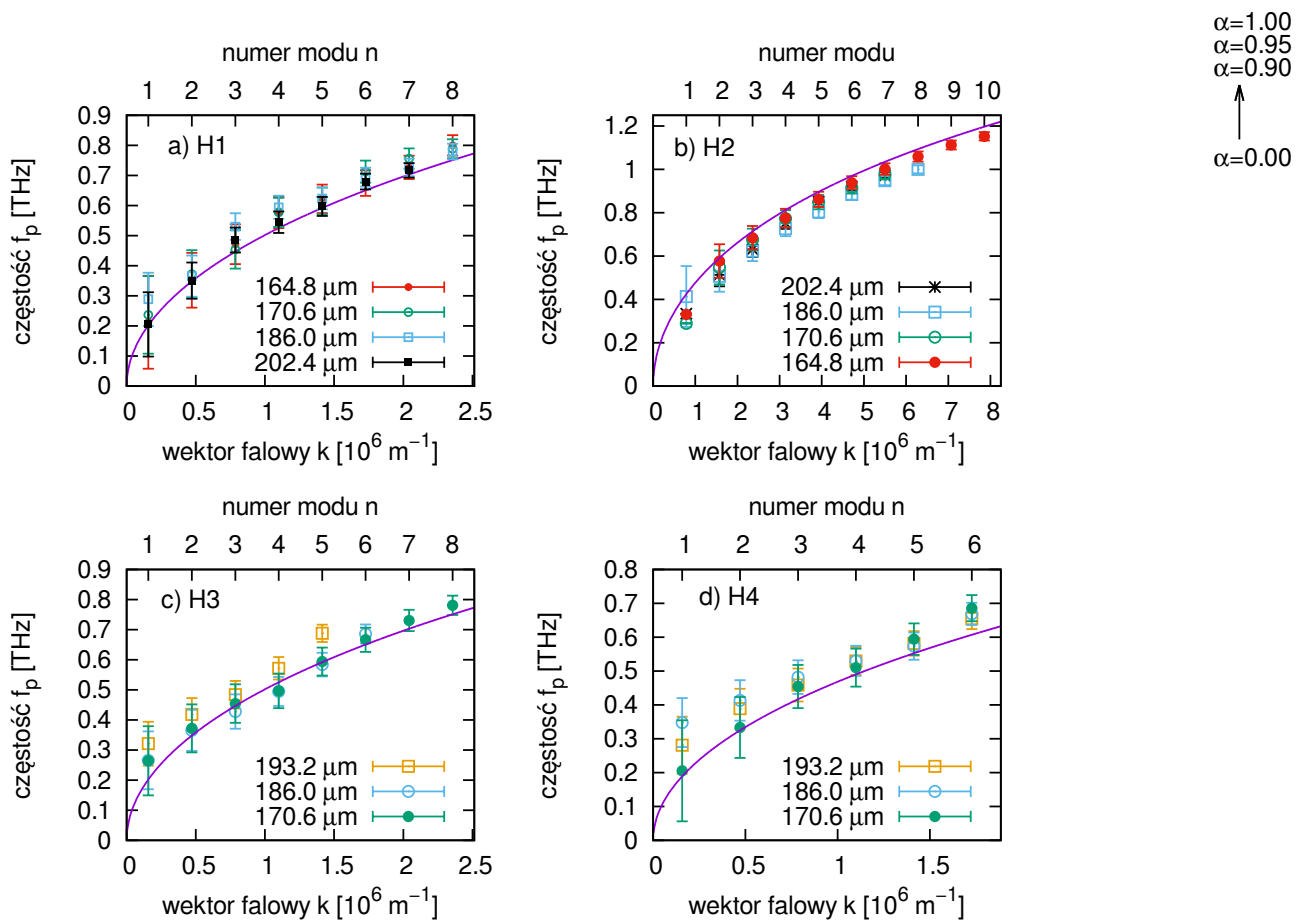 numer modu n
1 2 3 4 5 6 7 8
a) H1
częstość f_p [THz]
0.9
0.8
0.7
0.6
0.5
0.4
0.3
0.2
0.1
0
164.8 μm
170.6 μm
186.0 μm
202.4 μm
0 0.5 1 1.5 2 2.5
wektor falowy k [10⁶ m⁻¹]
numer modu
1 2 3 4 5 6 7 8 9 10
b) H2
częstość f_p [THz]
1.2
1
0.8
0.6
0.4
0.2
0
202.4 μm
186.0 μm
170.6 μm
164.8 μm
0 1 2 3 4 5 6 7 8
wektor falowy k [10⁶ m⁻¹]
α=1.00
α=0.95
α=0.90
α=0.00
numer modu n
1 2 3 4 5 6 7 8
c) H3
częstość f_p [THz]
0.9
0.8
0.7
0.6
0.5
0.4
0.3
0.2
0.1
0
193.2 μm
186.0 μm
170.6 μm
0 0.5 1 1.5 2 2.5
wektor falowy k [10⁶ m⁻¹]
numer modu n
1 2 3 4 5 6
d) H4
częstość f_p [THz]
0.8
0.7
0.6
0.5
0.4
0.3
0.2
0.1
0
193.2 μm
186.0 μm
170.6 μm
0 0.5 1 1.5
wektor falowy k [10⁶ m⁻¹]